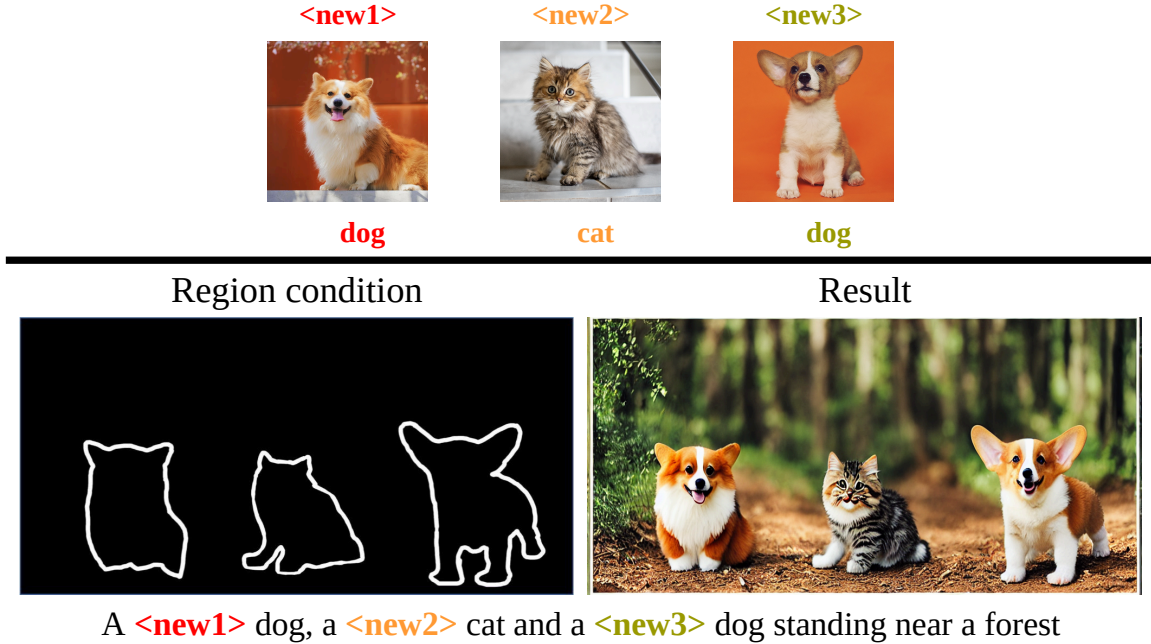 <new1> <new2> <new3>
dog cat dog
Region condition Result
A <new1> dog, a <new2> cat and a <new3> dog standing near a forest